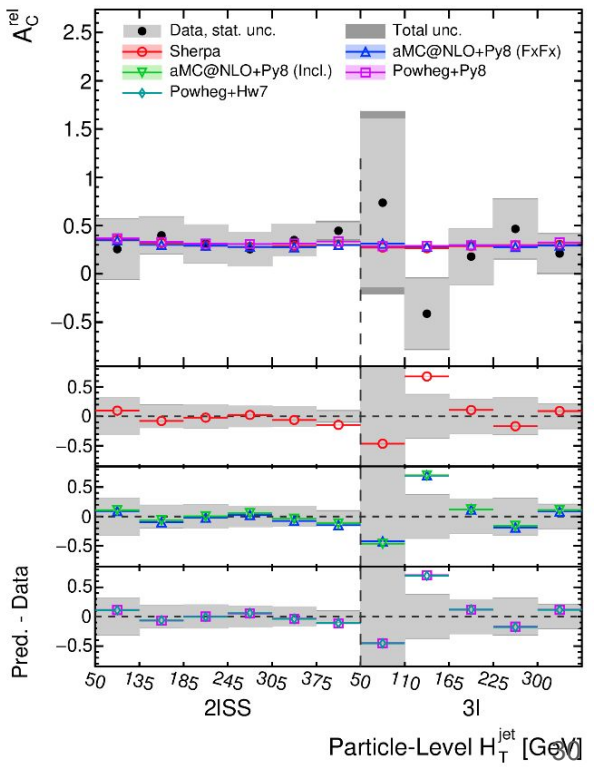 A_C^rel
Data, stat. unc.
Total unc.
Sherpa
aMC@NLO+Py8 (FxFx)
aMC@NLO+Py8 (Incl.)
Powheg+Py8
Powheg+Hw7
2.5
2
1.5
1
0.5
0
−0.5
0.5
0
−0.5
0.5
0
−0.5
0.5
0
−0.5
Pred. - Data
50 135 185 245 305 375 50 110 165 225 300
2lSS 3l
Particle-Level H_T^jet [GeV]
30